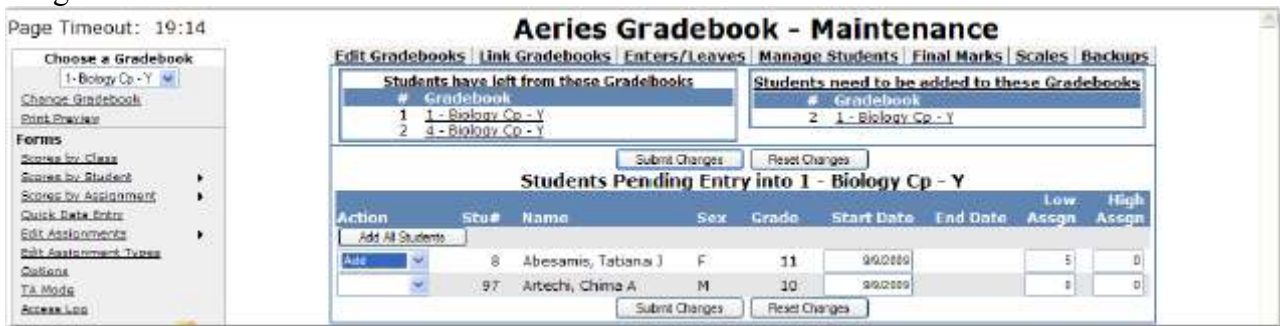 Page Timeout: 19:14
Aeries Gradebook - Maintenance
Choose a Gradebook
1- Biology Cp - Y
Change Gradebook
Print Preview
Forms
Scores by Class
Scores by Student
Scores by Assignment
Quick Data Entry
Edit Assignments
Edit Assignment Types
Options
TA Mode
Access Log
Edit Gradebooks Link Gradebooks Enters/Leaves Manage Students Final Marks Scales Backups
Students have left from these Gradebooks
# Gradebook
1 1 - Biology Cp - Y
2 4 - Biology Cp - Y
Students need to be added to these Gradebooks
# Gradebook
2 1 - Biology Cp - Y
Submit Changes Reset Changes
Students Pending Entry into 1 - Biology Cp - Y
Action Stu# Name Sex Grade Start Date End Date Low Assgn High Assgn
Add All Students
Add 8 Abesamis, Tatiana J F 11 9/9/2009 5 0
97 Artechi, Chima A M 10 9/9/2009 0
Submit Changes Reset Changes